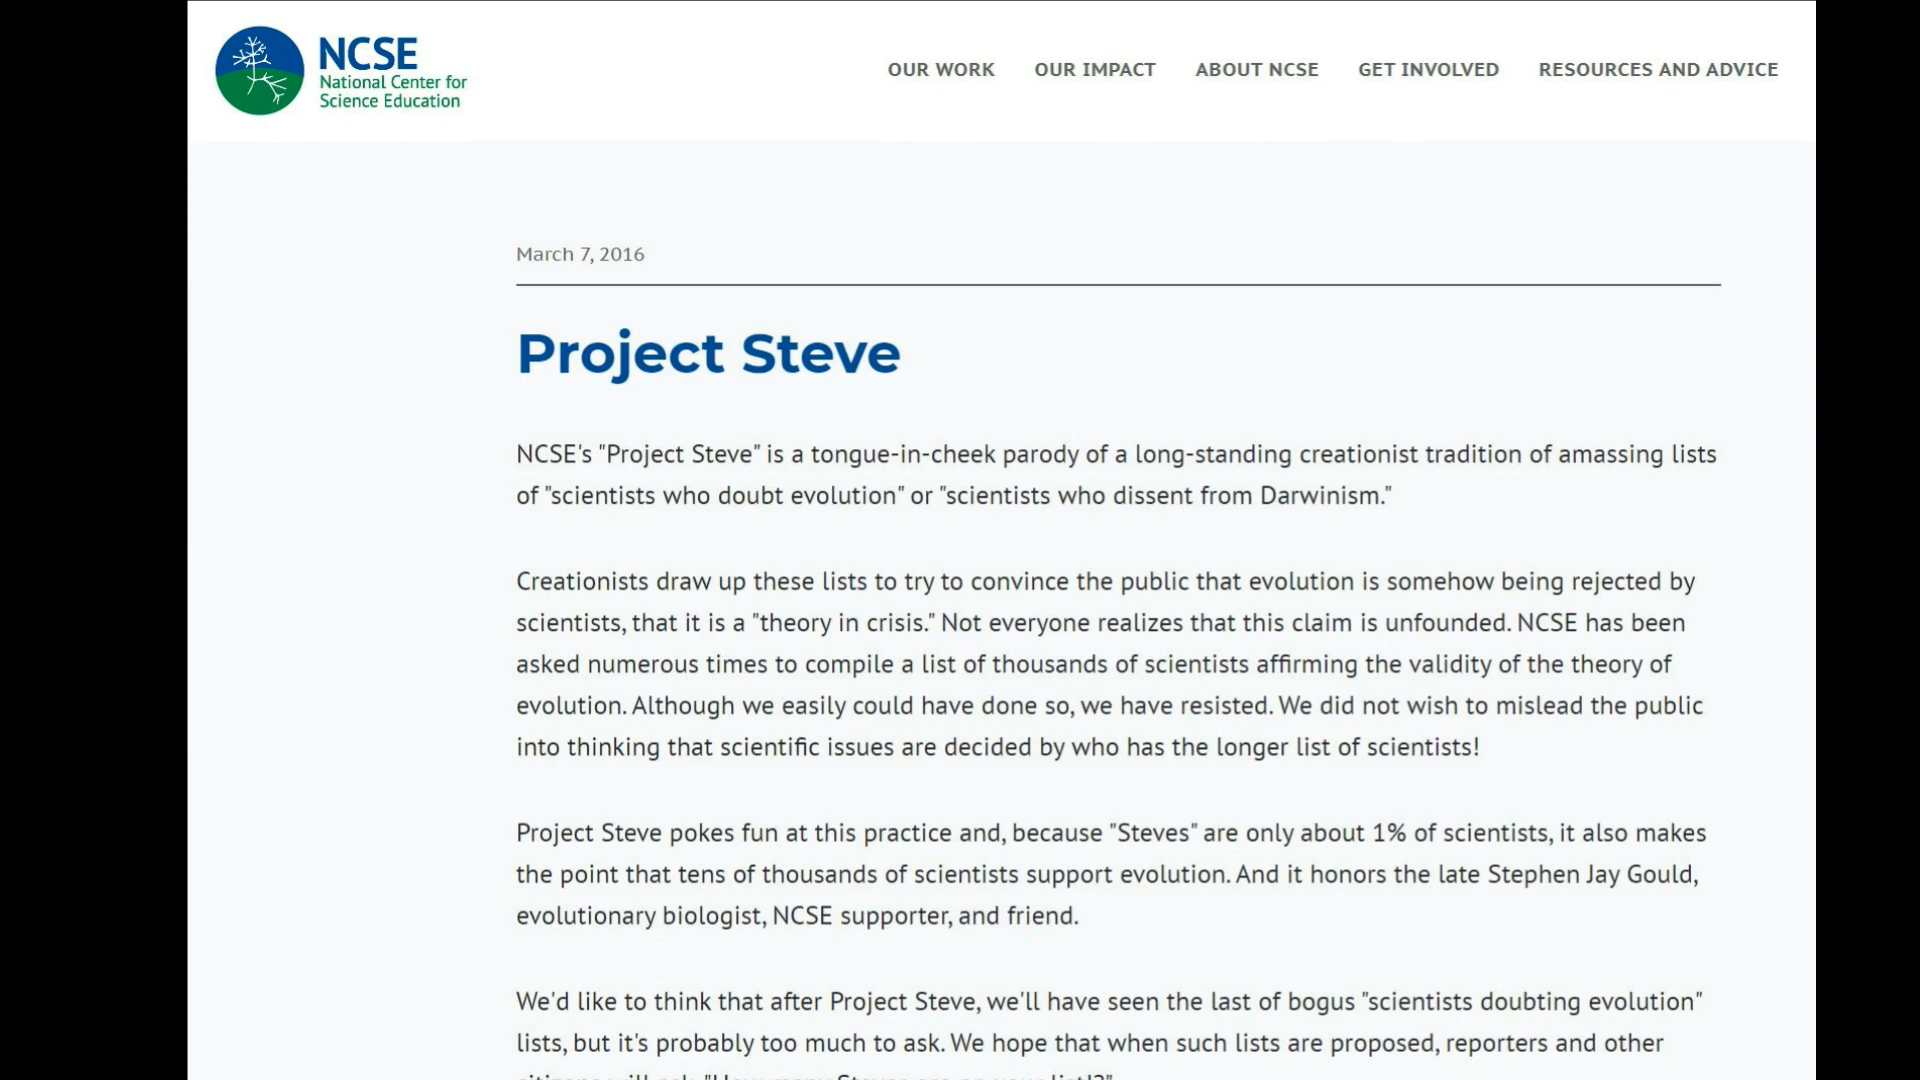 NCSE
National Center for
Science Education
OUR WORK OUR IMPACT ABOUT NCSE GET INVOLVED RESOURCES AND ADVICE
March 7, 2016
Project Steve
NCSE's "Project Steve" is a tongue-in-cheek parody of a long-standing creationist tradition of amassing lists
of "scientists who doubt evolution" or "scientists who dissent from Darwinism."
Creationists draw up these lists to try to convince the public that evolution is somehow being rejected by
scientists, that it is a "theory in crisis." Not everyone realizes that this claim is unfounded. NCSE has been
asked numerous times to compile a list of thousands of scientists affirming the validity of the theory of
evolution. Although we easily could have done so, we have resisted. We did not wish to mislead the public
into thinking that scientific issues are decided by who has the longer list of scientists!
Project Steve pokes fun at this practice and, because "Steves" are only about 1% of scientists, it also makes
the point that tens of thousands of scientists support evolution. And it honors the late Stephen Jay Gould,
evolutionary biologist, NCSE supporter, and friend.
We'd like to think that after Project Steve, we'll have seen the last of bogus "scientists doubting evolution"
lists, but it's probably too much to ask. We hope that when such lists are proposed, reporters and other